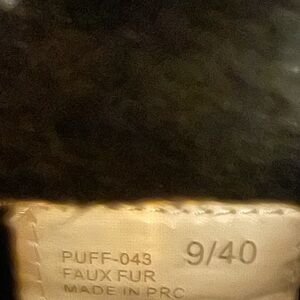 PUFF-043 9/40
FAUX FUR
MADE IN PRC